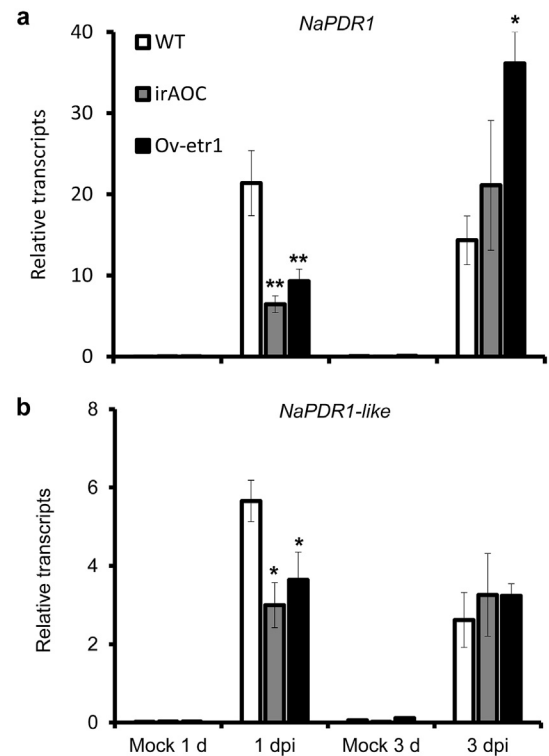 a
NaPDR1
WT
irAOC
Ov-etr1
Relative transcripts
40
30
20
10
0
**
**
*
b
NaPDR1-like
Relative transcripts
8
6
4
2
0
*
*
Mock 1 d 1 dpi Mock 3 d 3 dpi